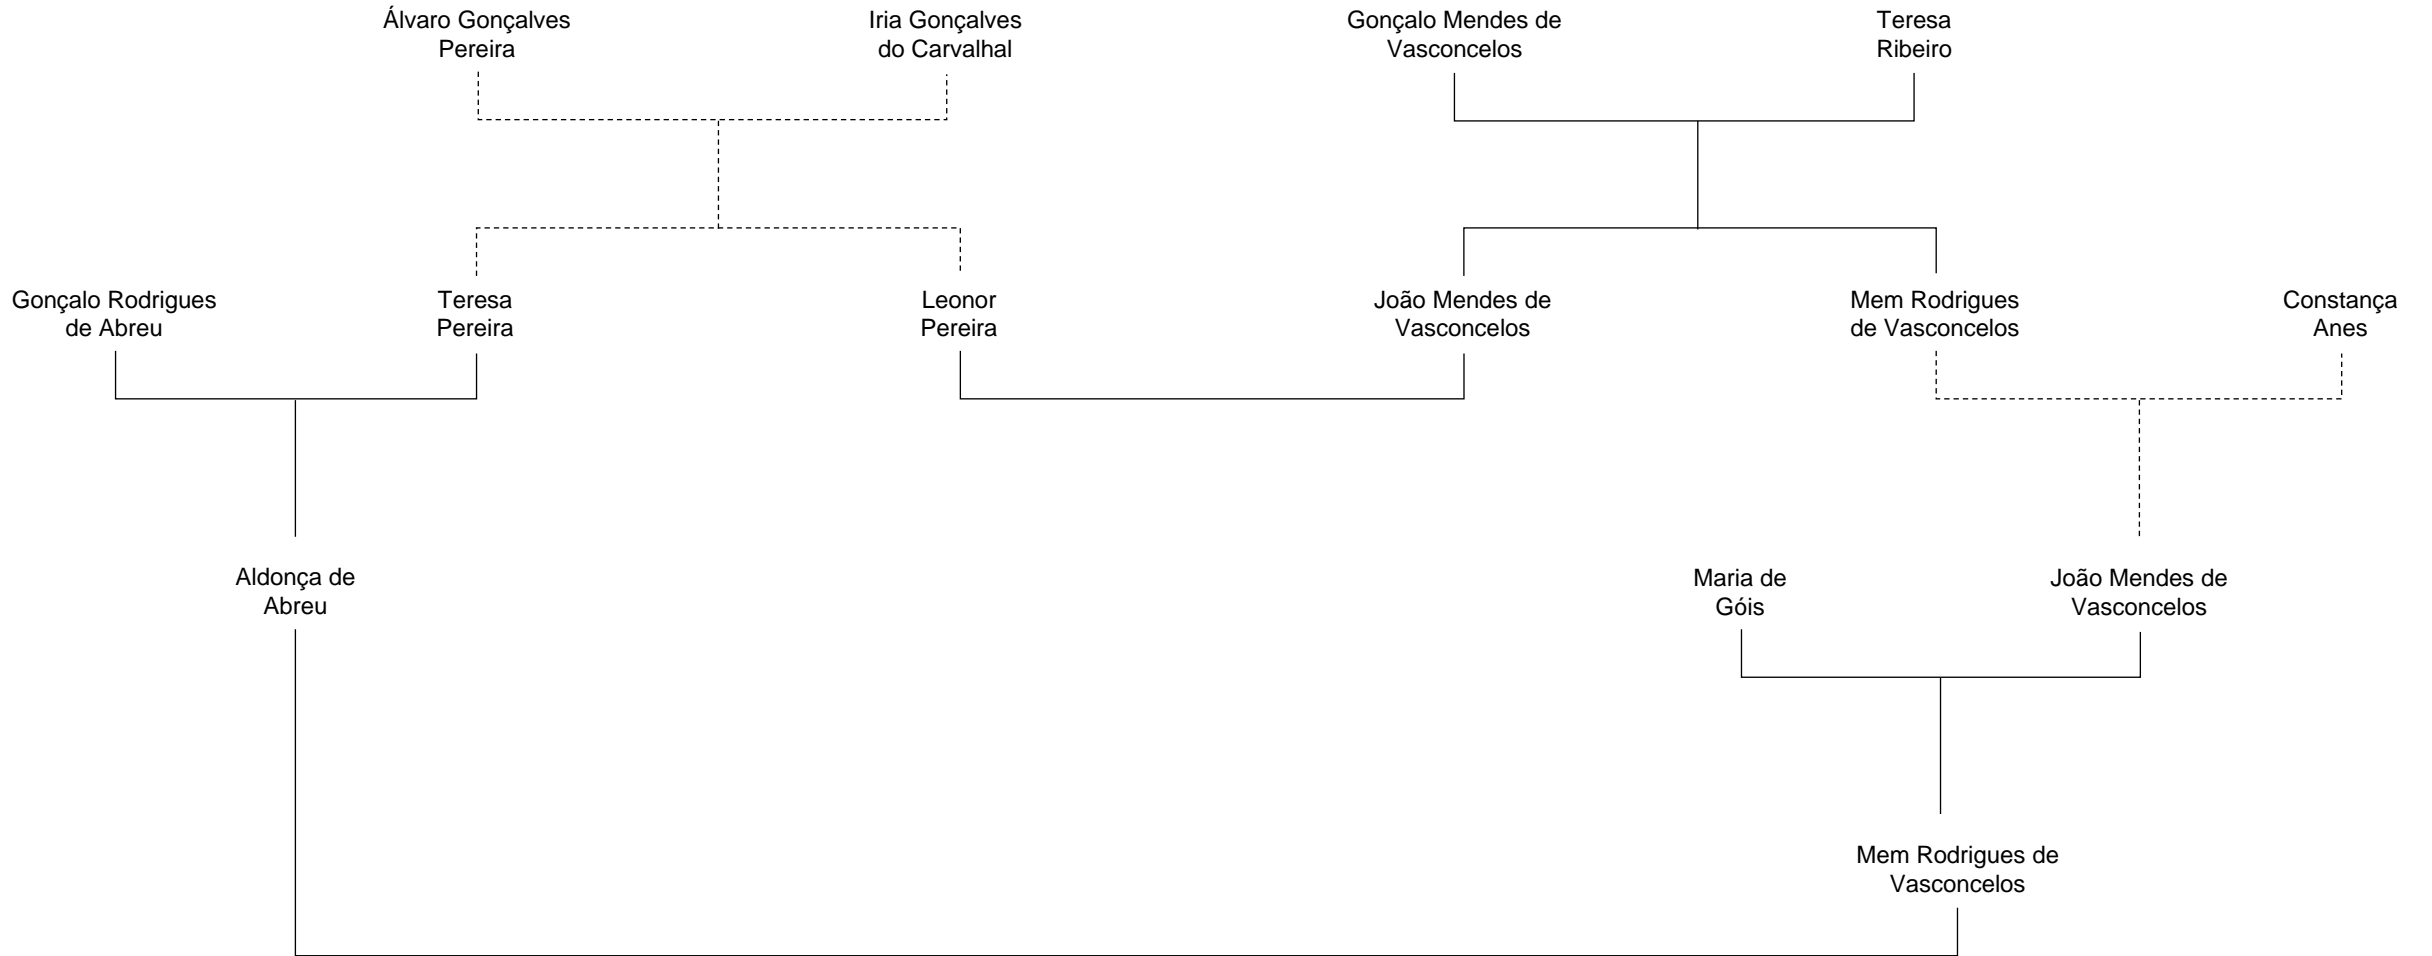 Álvaro Gonçalves
Pereira
Iria Gonçalves
do Carvalhal
Gonçalo Mendes de
Vasconcelos
Teresa
Ribeiro
Gonçalo Rodrigues
de Abreu
Teresa
Pereira
Leonor
Pereira
João Mendes de
Vasconcelos
Mem Rodrigues
de Vasconcelos
Constança
Anes
Aldonça de
Abreu
Maria de
Góis
João Mendes de
Vasconcelos
Mem Rodrigues de
Vasconcelos